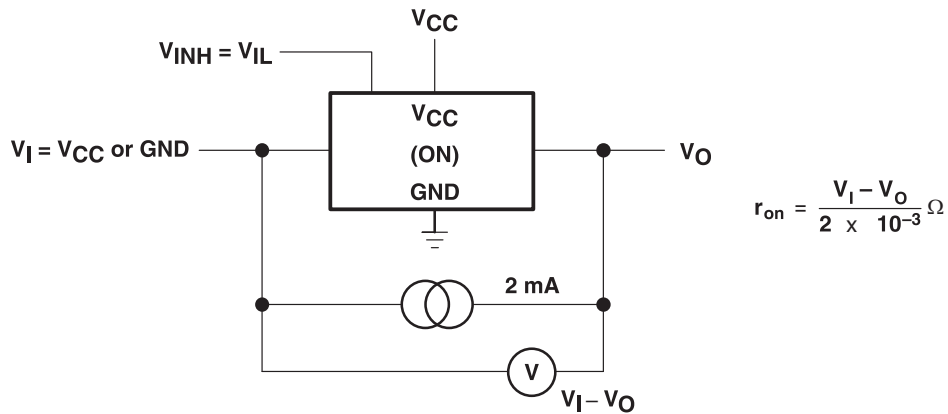 VCC
VINH = VIL
VCC
(ON)
GND
VI = VCC or GND
VO
ron = VI – VO / 2 x 10–3 Ω
2 mA
V
VI – VO